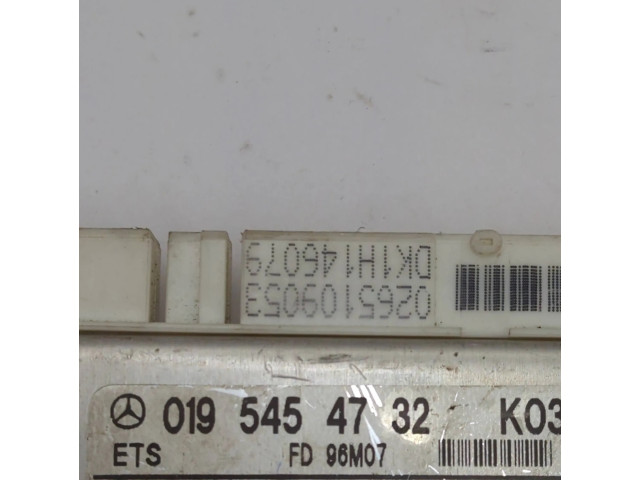 0265109053
DK1H146079
019 545 47 32 K03
ETS FD 96M07